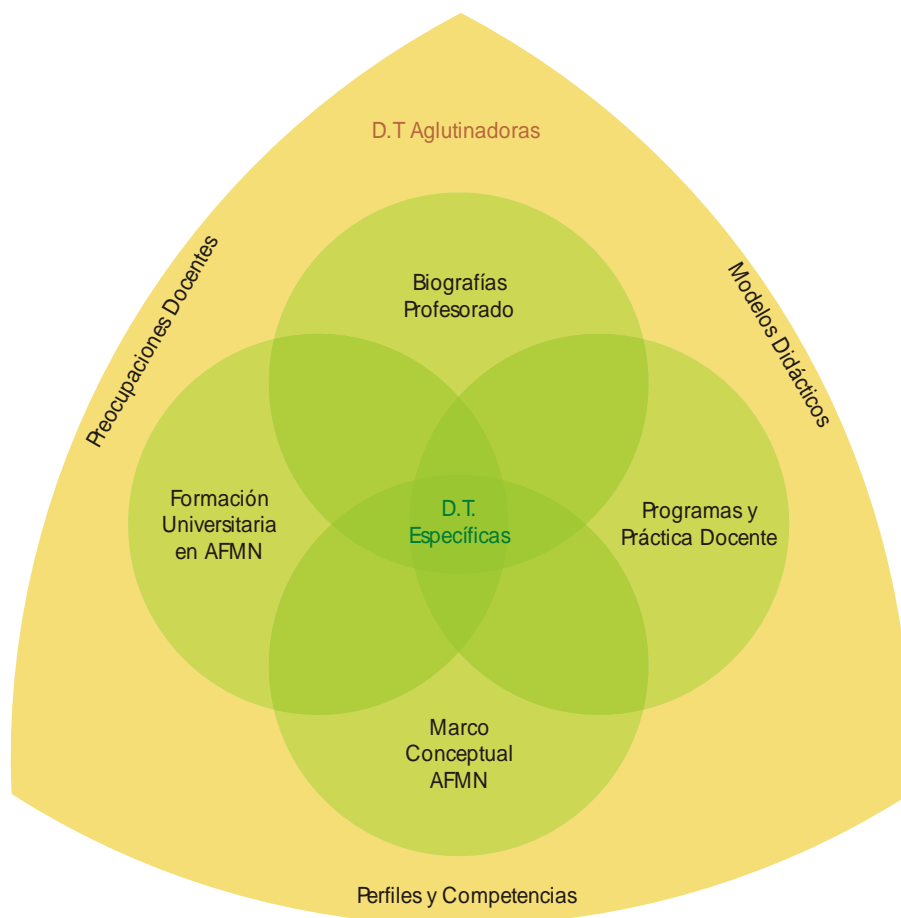 D.T Aglutinadoras
Preocupaciones Docentes
Modelos Didácticos
Biografías
Profesorado
Formación
Universitaria
en AFMN
D.T.
Específicas
Programas y
Práctica Docente
Marco
Conceptual
AFMN
Perfiles y Competencias